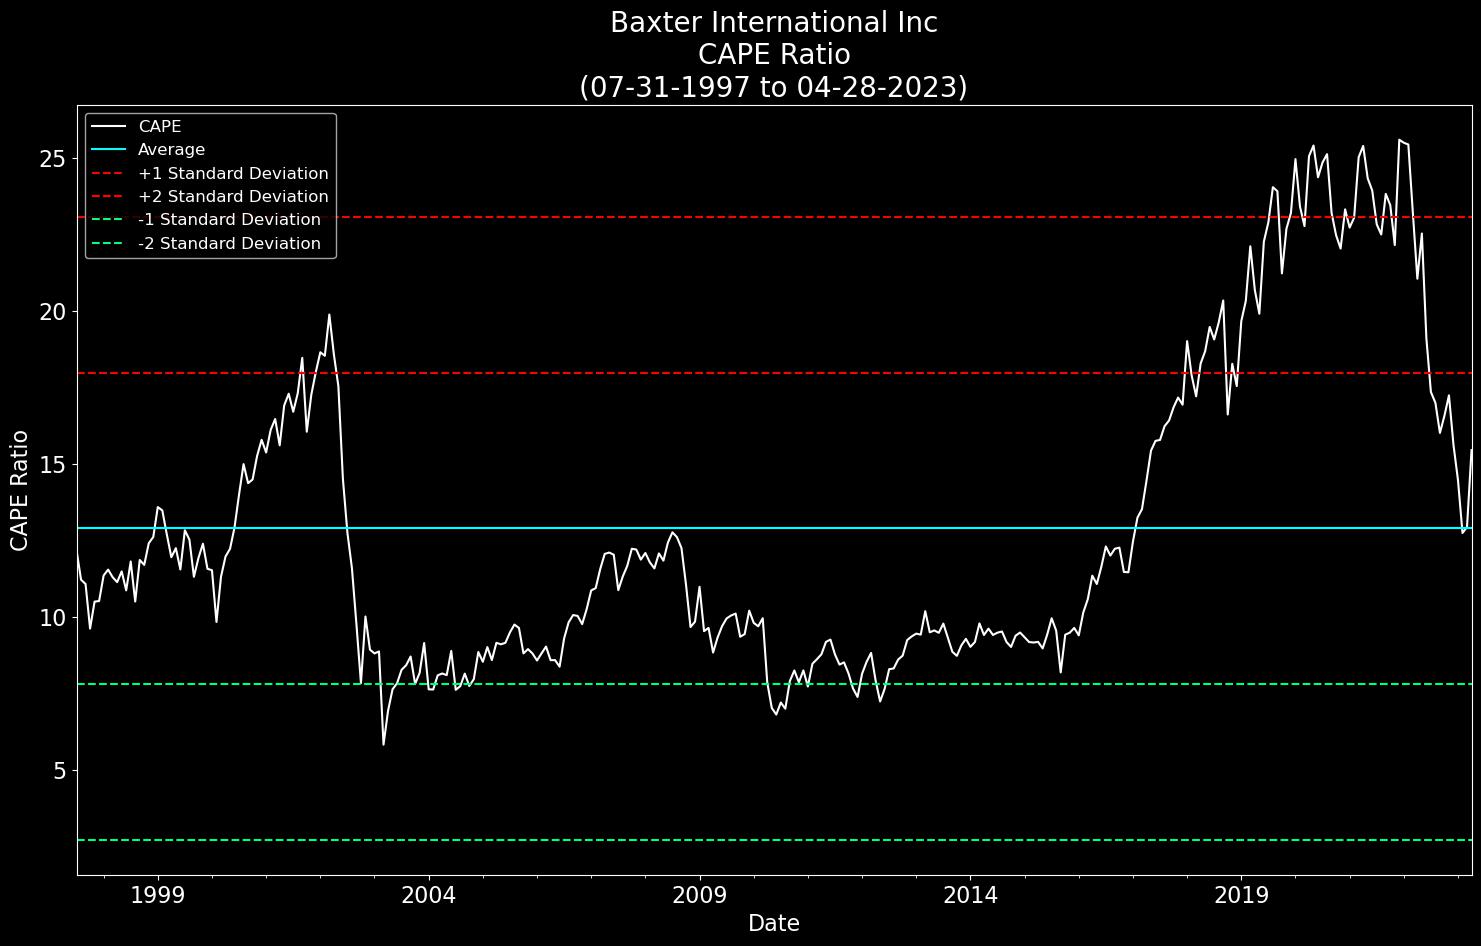 Baxter International Inc
CAPE Ratio
(07-31-1997 to 04-28-2023)
CAPE
Average
+1 Standard Deviation
+2 Standard Deviation
-1 Standard Deviation
-2 Standard Deviation
25
20
15
10
5
CAPE Ratio
1999 2004 2009 2014 2019
Date